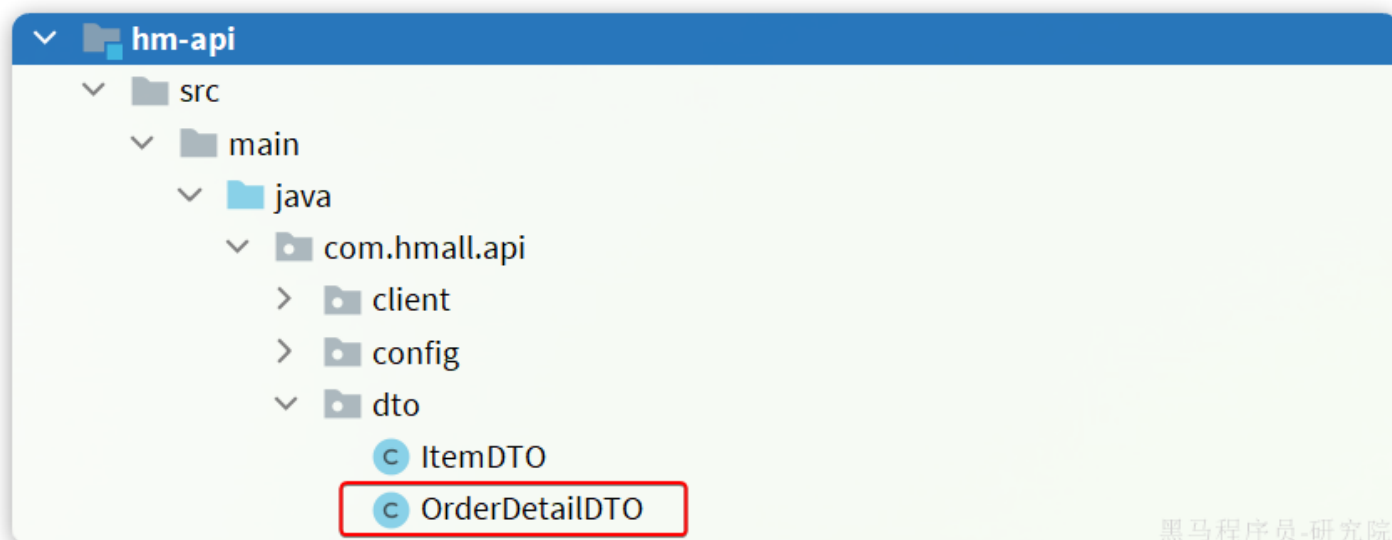 hm-api
src
main
java
com.hmall.api
client
config
dto
C ItemDTO
C OrderDetailDTO
黑马程序员-研究院